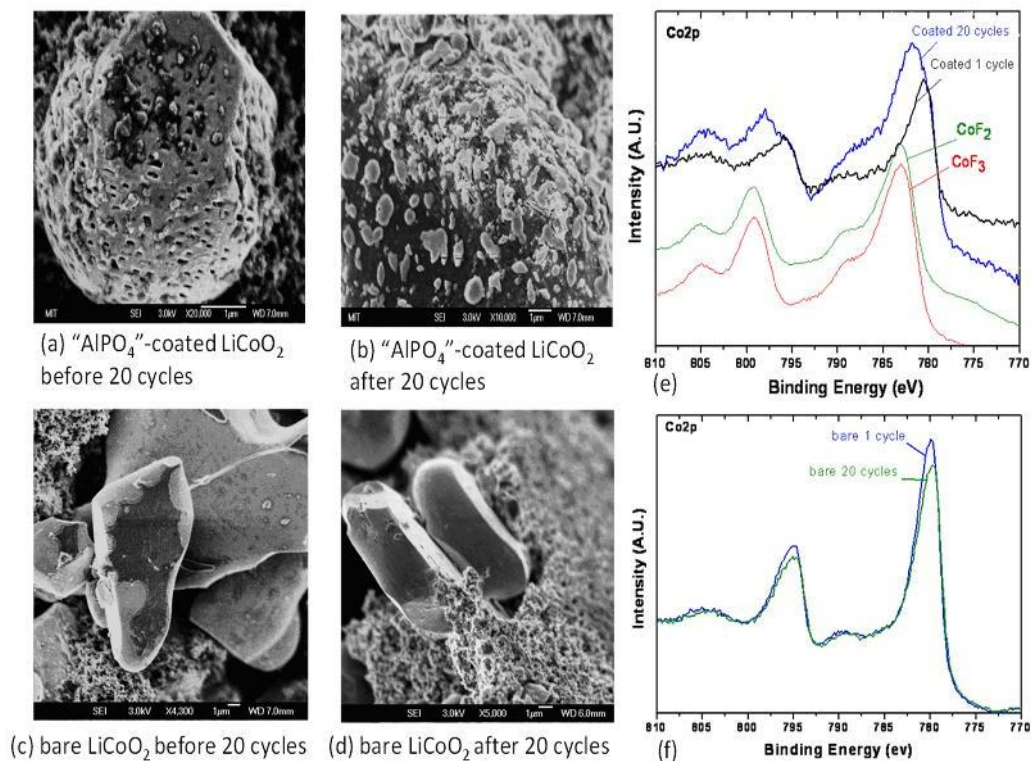 MIT SEI 3.0kV X20,000 1μm WD 7.0mm
(a) “AlPO₄”-coated LiCoO₂
before 20 cycles
MIT SEI 3.0kV X10,000 1μm WD 7.0mm
(b) “AlPO₄”-coated LiCoO₂
after 20 cycles
Co2p
Coated 20 cycles
Coated 1 cycle
CoF₂
CoF₃
Intensity (A.U.)
810 805 800 795 790 785 780 775 770
(e)
Binding Energy (eV)
SEI 3.0kV X4,300 1μm WD 7.0mm
(c) bare LiCoO₂ before 20 cycles
SEI 3.0kV X5,000 1μm WD 6.0mm
(d) bare LiCoO₂ after 20 cycles
Co2p
bare 1 cycle
bare 20 cycles
Intensity (A.U.)
810 805 800 795 790 785 780 775 770
(f)
Binding Energy (ev)